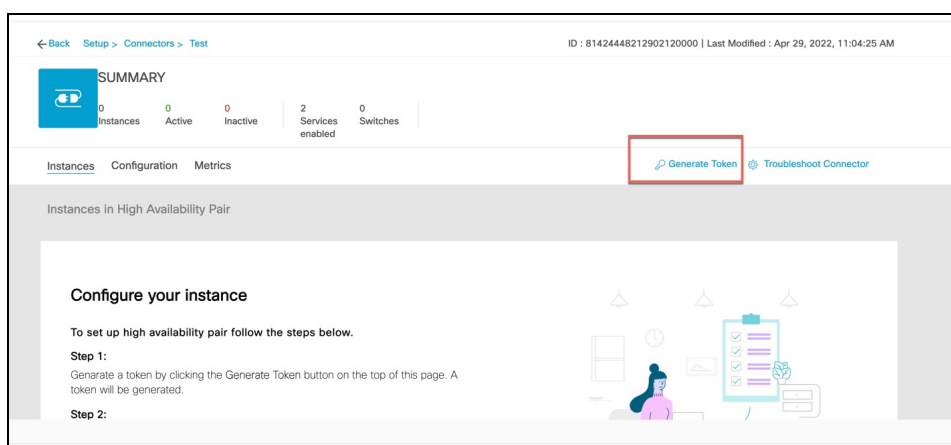 Back Setup > Connectors > Test
ID : 81424448212902120000 | Last Modified : Apr 29, 2022, 11:04:25 AM
SUMMARY
0 0 0 2 0
Instances Active Inactive Services enabled Switches
Instances Configuration Metrics
Generate Token Troubleshoot Connector
Instances in High Availability Pair
Configure your instance
To set up high availability pair follow the steps below.
Step 1:
Genarate a token by clicking the Generate Token button on the top of this page. A
token will be generated.
Step 2: